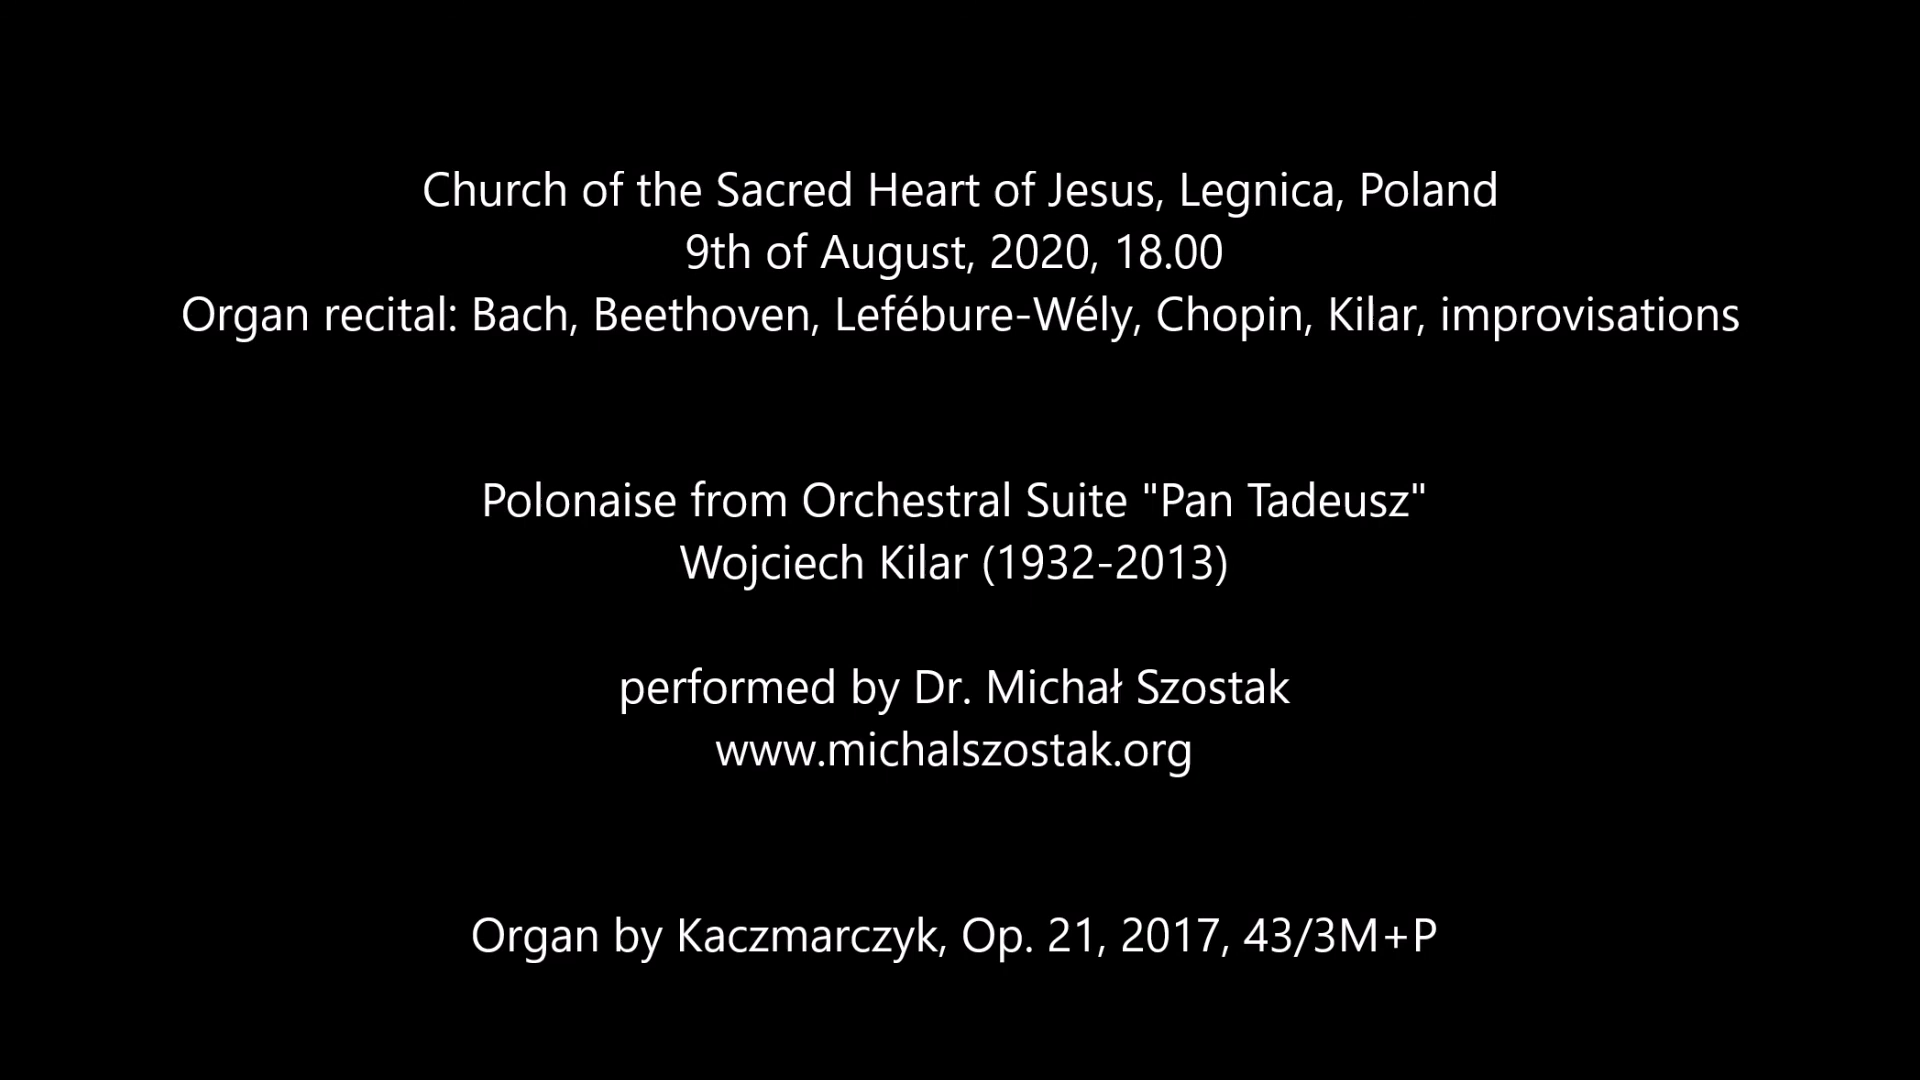 Church of the Sacred Heart of Jesus, Legnica, Poland
9th of August, 2020, 18.00
Organ recital: Bach, Beethoven, Lefébure-Wély, Chopin, Kilar, improvisations
Polonaise from Orchestral Suite "Pan Tadeusz"
Wojciech Kilar (1932-2013)
performed by Dr. Michał Szostak
www.michalszostak.org
Organ by Kaczmarczyk, Op. 21, 2017, 43/3M+P